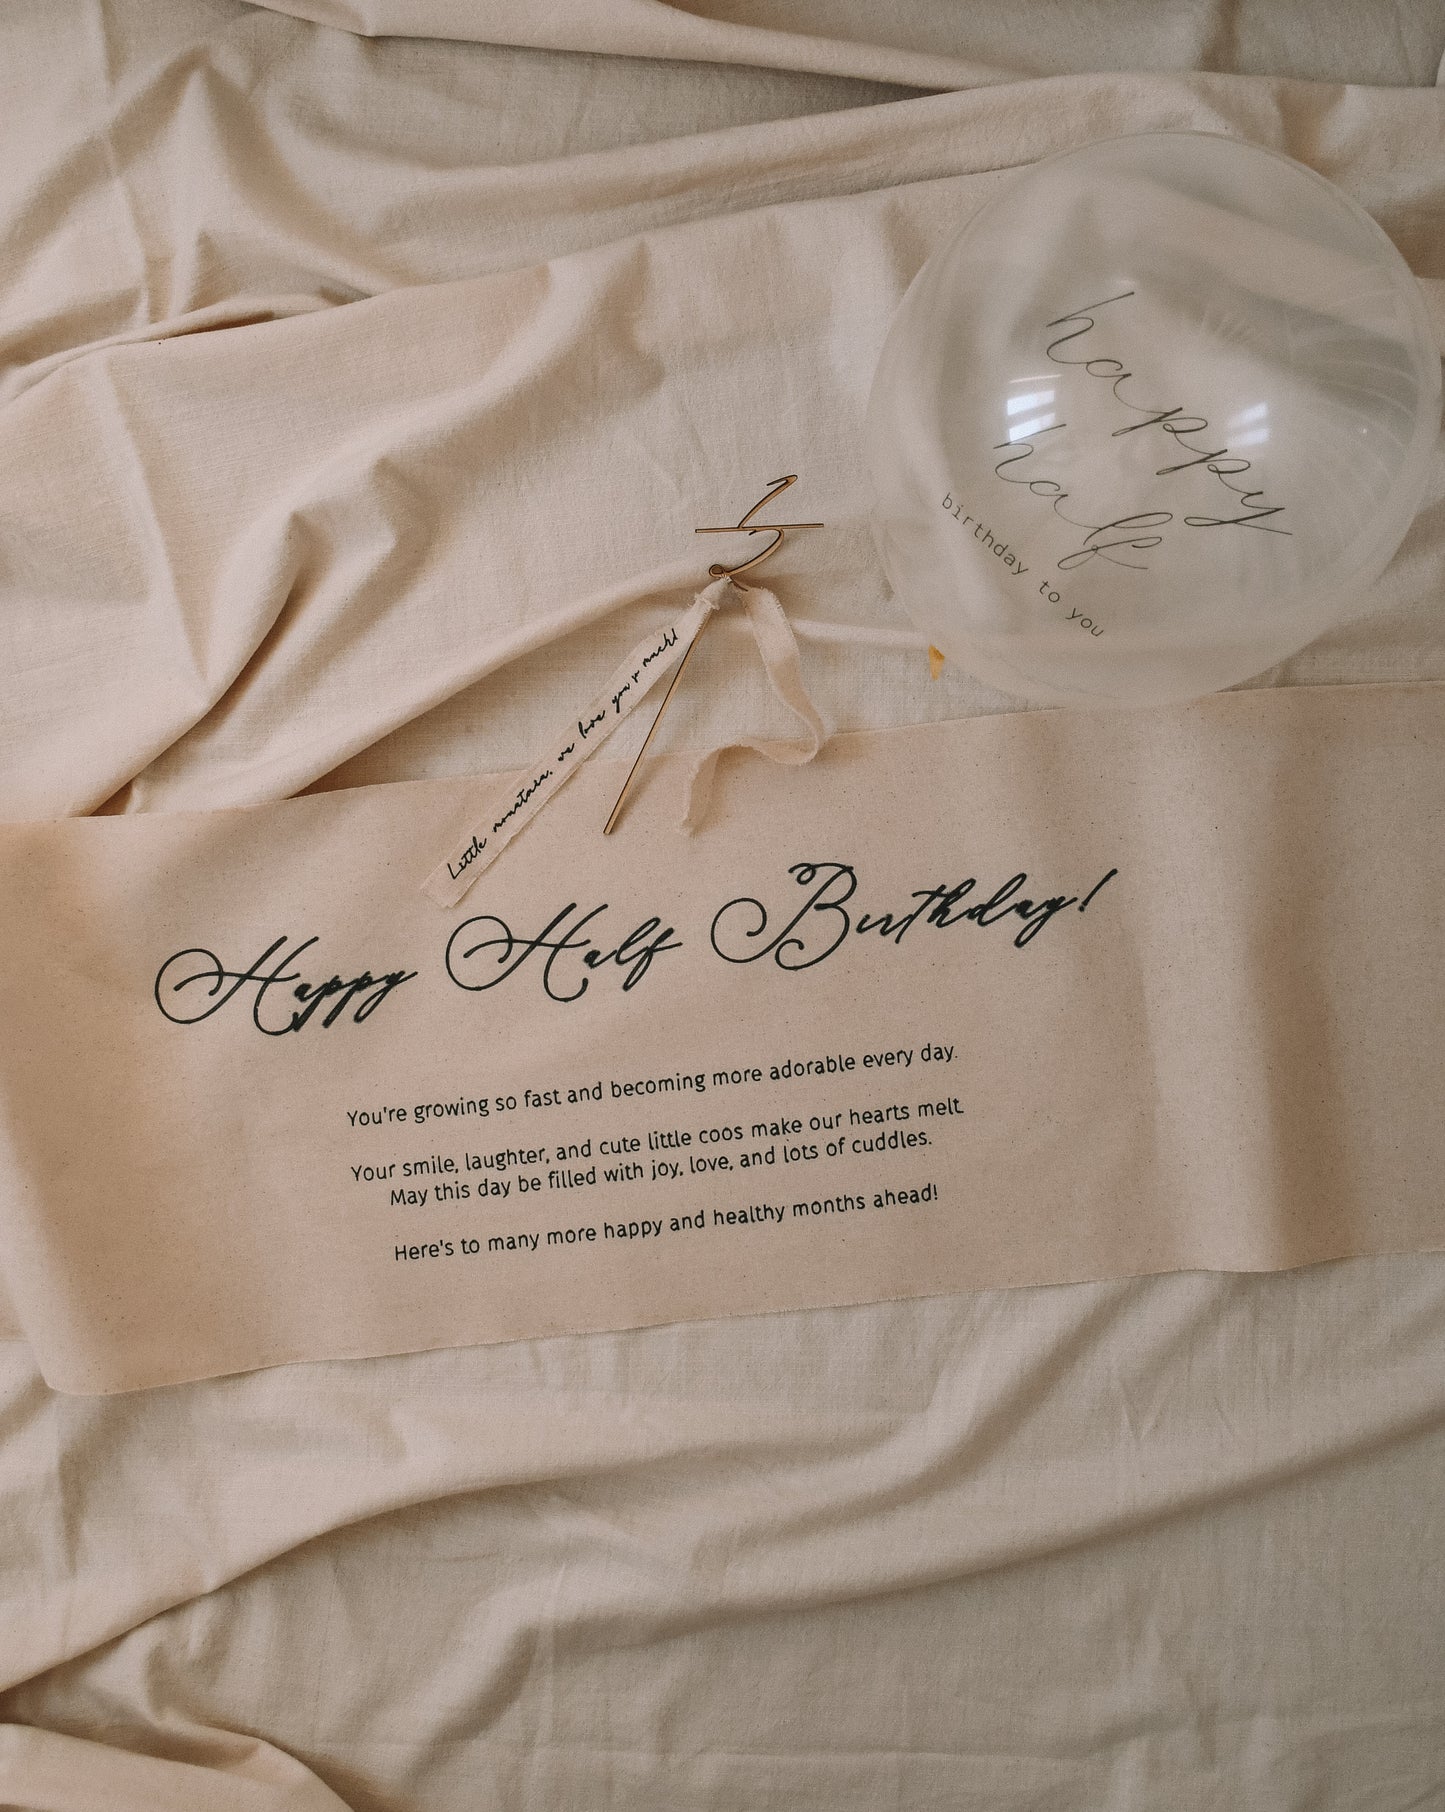 happy
half
birthday to you
1
2
Little monsters, we love you so much!
Happy Half Birthday!
You're growing so fast and becoming more adorable every day.
Your smile, laughter, and cute little coos make our hearts melt.
May this day be filled with joy, love, and lots of cuddles.
Here's to many more happy and healthy months ahead!